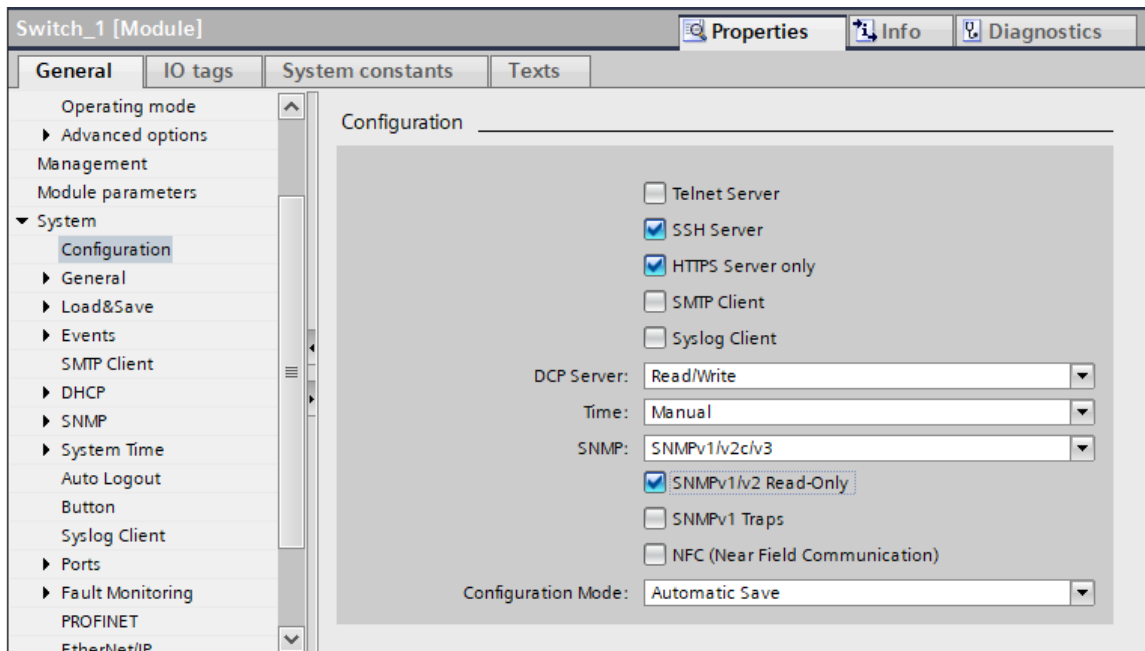 Switch_1 [Module]
Properties
Info
Diagnostics
General
IO tags
System constants
Texts
Operating mode
Advanced options
Management
Module parameters
System
Configuration
General
Load&Save
Events
SMTP Client
DHCP
SNMP
System Time
Auto Logout
Button
Syslog Client
Ports
Fault Monitoring
PROFINET
EtherNet/IP
Configuration
Telnet Server
SSH Server
HTTPS Server only
SMTP Client
Syslog Client
DCP Server: Read/Write
Time: Manual
SNMP: SNMPv1/v2c/v3
SNMPv1/v2 Read-Only
SNMPv1 Traps
NFC (Near Field Communication)
Configuration Mode: Automatic Save